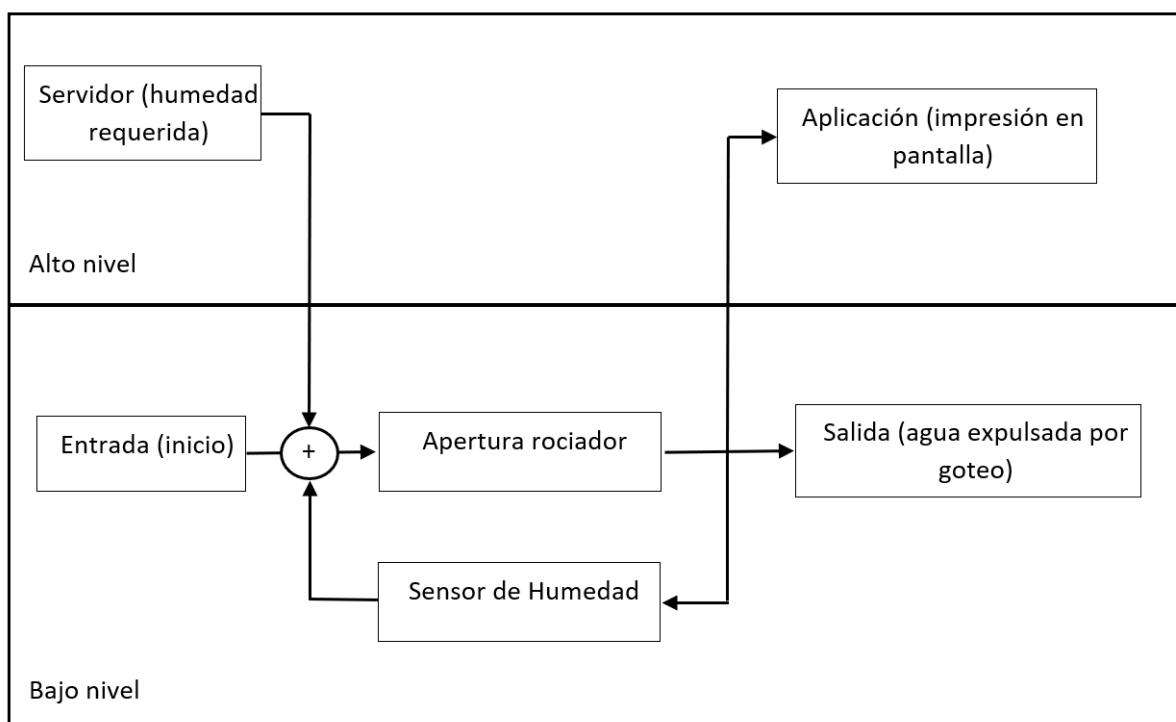 Servidor (humedad
requerida)
Aplicación (impresión en
pantalla)
Alto nivel
Entrada (inicio)
+
Apertura rociador
Salida (agua expulsada por
goteo)
Sensor de Humedad
Bajo nivel